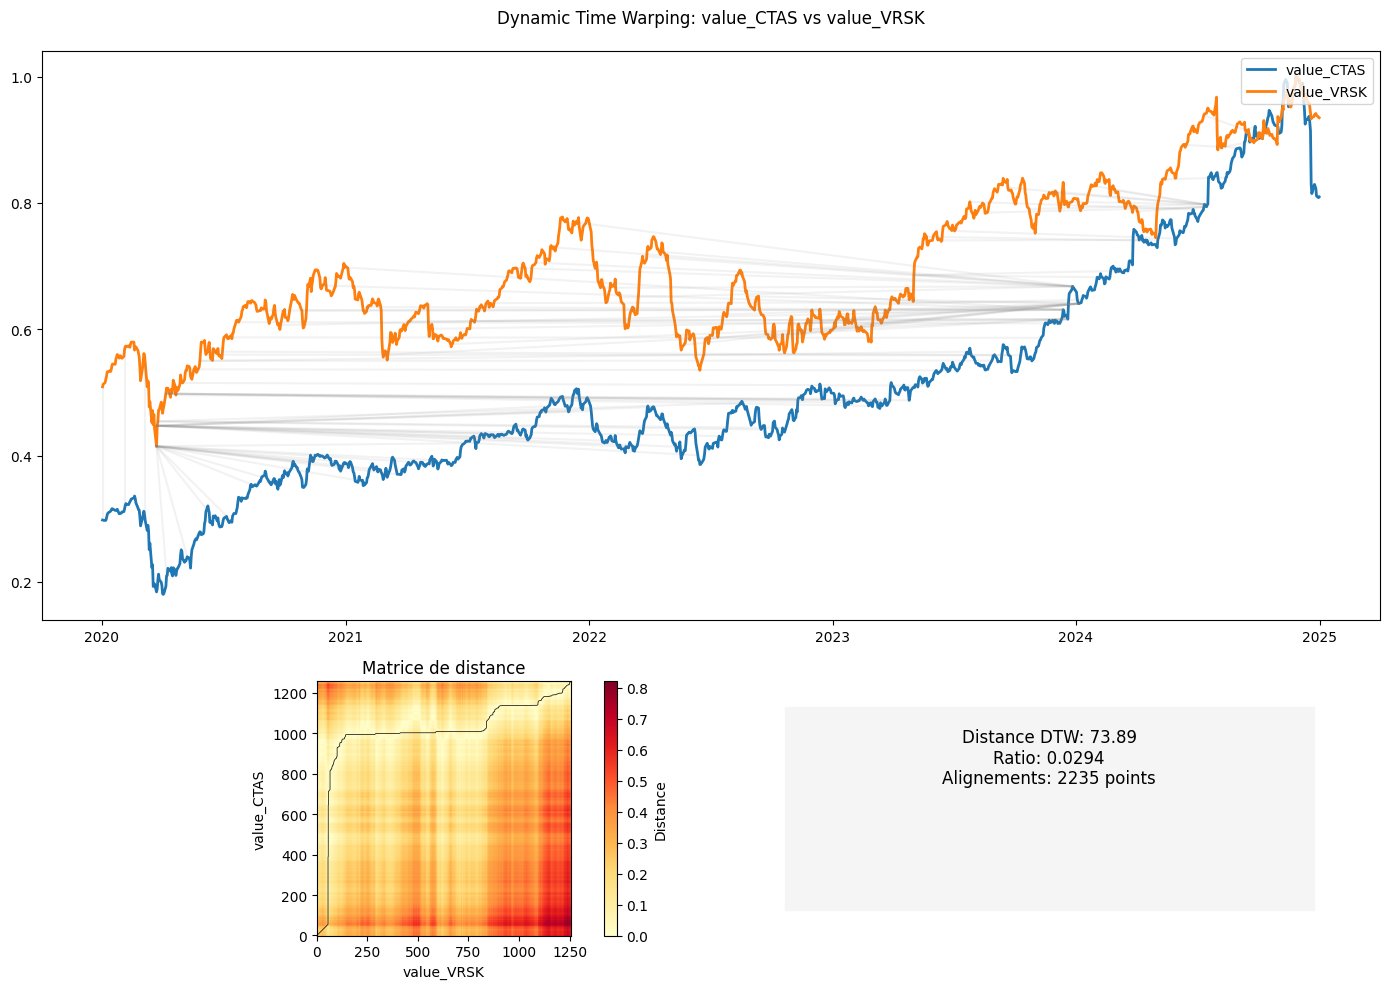 Dynamic Time Warping: value_CTAS vs value_VRSK
value_CTAS
value_VRSK
1.0
0.8
0.6
0.4
0.2
2020 2021 2022 2023 2024 2025
Matrice de distance
value_CTAS
1200
1000
800
600
400
200
0
0 250 500 750 1000 1250
value_VRSK
0.8
0.7
0.6
0.5
0.4
0.3
0.2
0.1
0.0
Distance
Distance DTW: 73.89
Ratio: 0.0294
Alignements: 2235 points